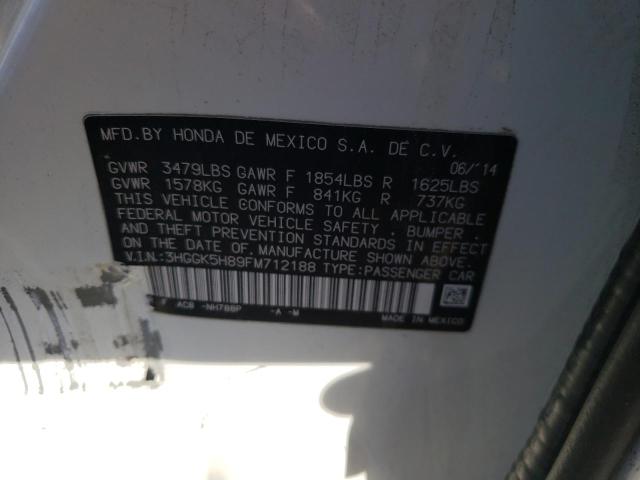 MFD.BY HONDA DE MEXICO S.A. DE C.V.
06/'14
GVWR 3479LBS GAWR F 1854LBS R 1625LBS
GVWR 1578KG GAWR F 841KG R 737KG
THIS VEHICLE CONFORMS TO ALL APPLICABLE
FEDERAL MOTOR VEHICLE SAFETY, BUMPER,
AND THEFT PREVENTION STANDARDS IN EFFECT
ON THE DATE OF MANUFACTURE SHOWN ABOVE.
V.I.N.:3HGGK5H89FM712188 TYPE:PASSENGER CAR
F AC8 -NH788P -A -M
MADE IN MEXICO